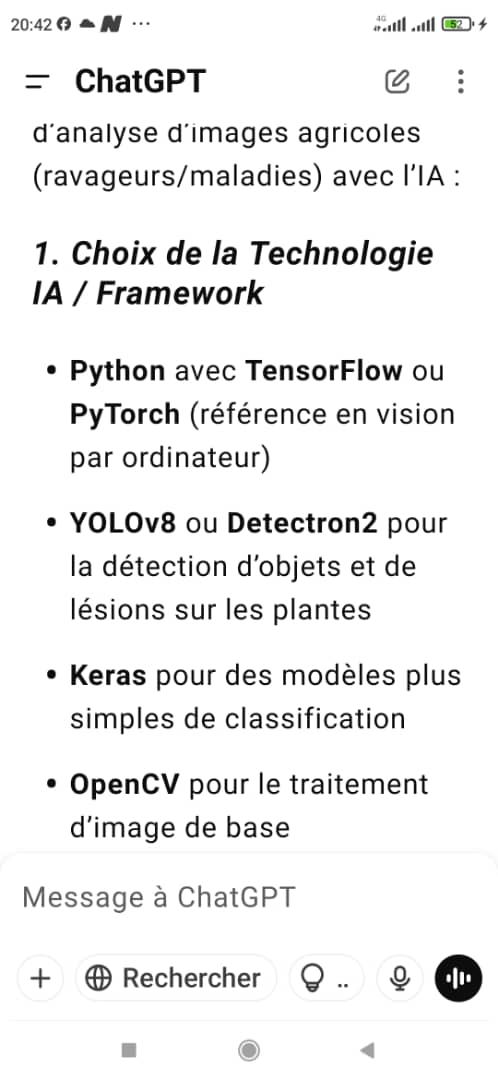 20:42 ...
4G 52
ChatGPT
d'analyse d'images agricoles
(ravageurs/maladies) avec l'IA :
1. Choix de la Technologie
IA / Framework
• Python avec TensorFlow ou
PyTorch (référence en vision
par ordinateur)
• YOLOv8 ou Detectron2 pour
la détection d'objets et de
lésions sur les plantes
• Keras pour des modèles plus
simples de classification
• OpenCV pour le traitement
d'image de base
Message à ChatGPT
+ Rechercher ..